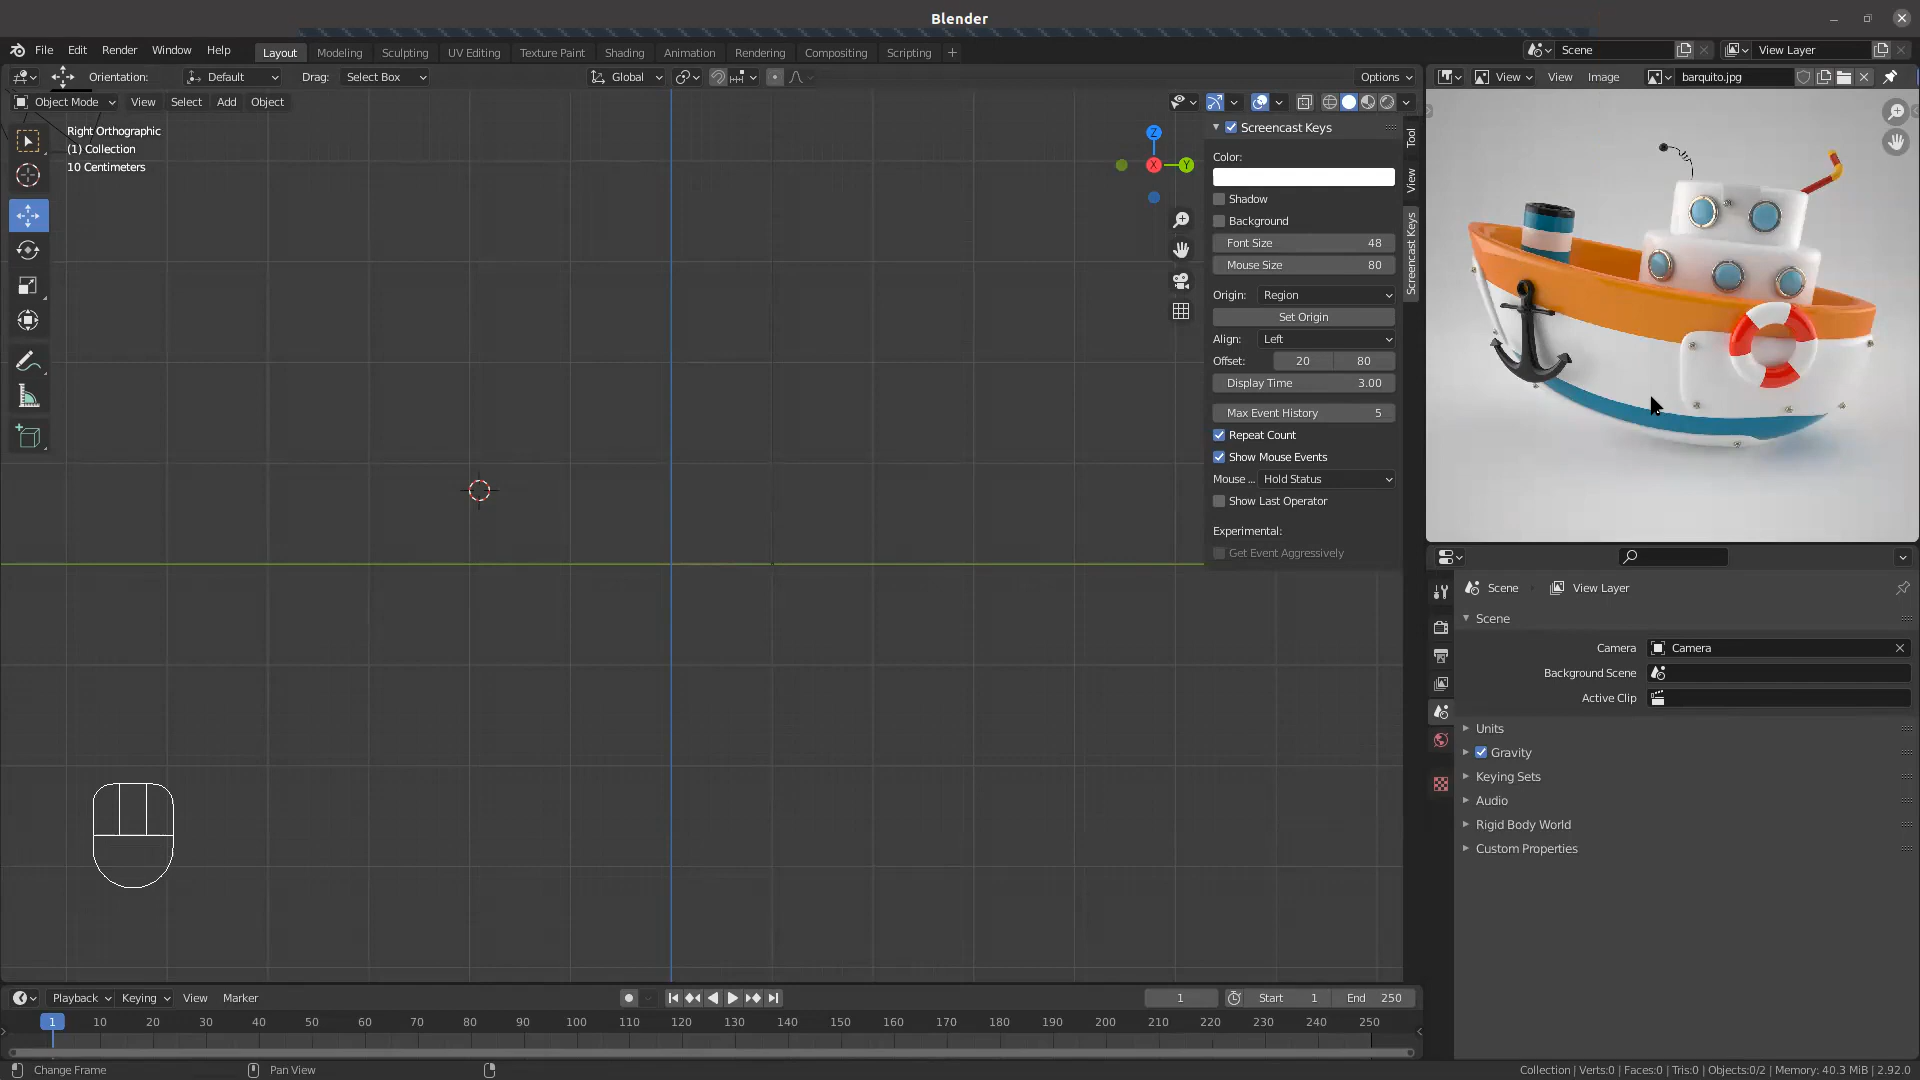 Blender
File Edit Render Window Help
Layout Modeling Sculpting UV Editing Texture Paint Shading Animation Rendering Compositing Scripting +
Scene
View Layer
Orientation: Default Drag: Select Box
Global
Options
View View Image barquito.jpg
Object Mode View Select Add Object
Right Orthographic
(1) Collection
10 Centimeters
Z
X
Y
Screencast Keys
Color:
Shadow
Background
Font Size 48
Mouse Size 80
Origin: Region
Set Origin
Align: Left
Offset: 20 80
Display Time 3.00
Max Event History 5
Repeat Count
Show Mouse Events
Mouse ... Hold Status
Show Last Operator
Experimental:
Get Event Aggressively
Tool
View
Screencast Keys
Scene View Layer
Scene
Camera Camera
Background Scene
Active Clip
Units
Gravity
Keying Sets
Audio
Rigid Body World
Custom Properties
Playback Keying View Marker
1
Start 1 End 250
1 10 20 30 40 50 60 70 80 90 100 110 120 130 140 150 160 170 180 190 200 210 220 230 240 250
Change Frame
Pan View
Collection | Verts:0 | Faces:0 | Tris:0 | Objects:0/2 | Memory: 40.3 MiB | 2.92.0